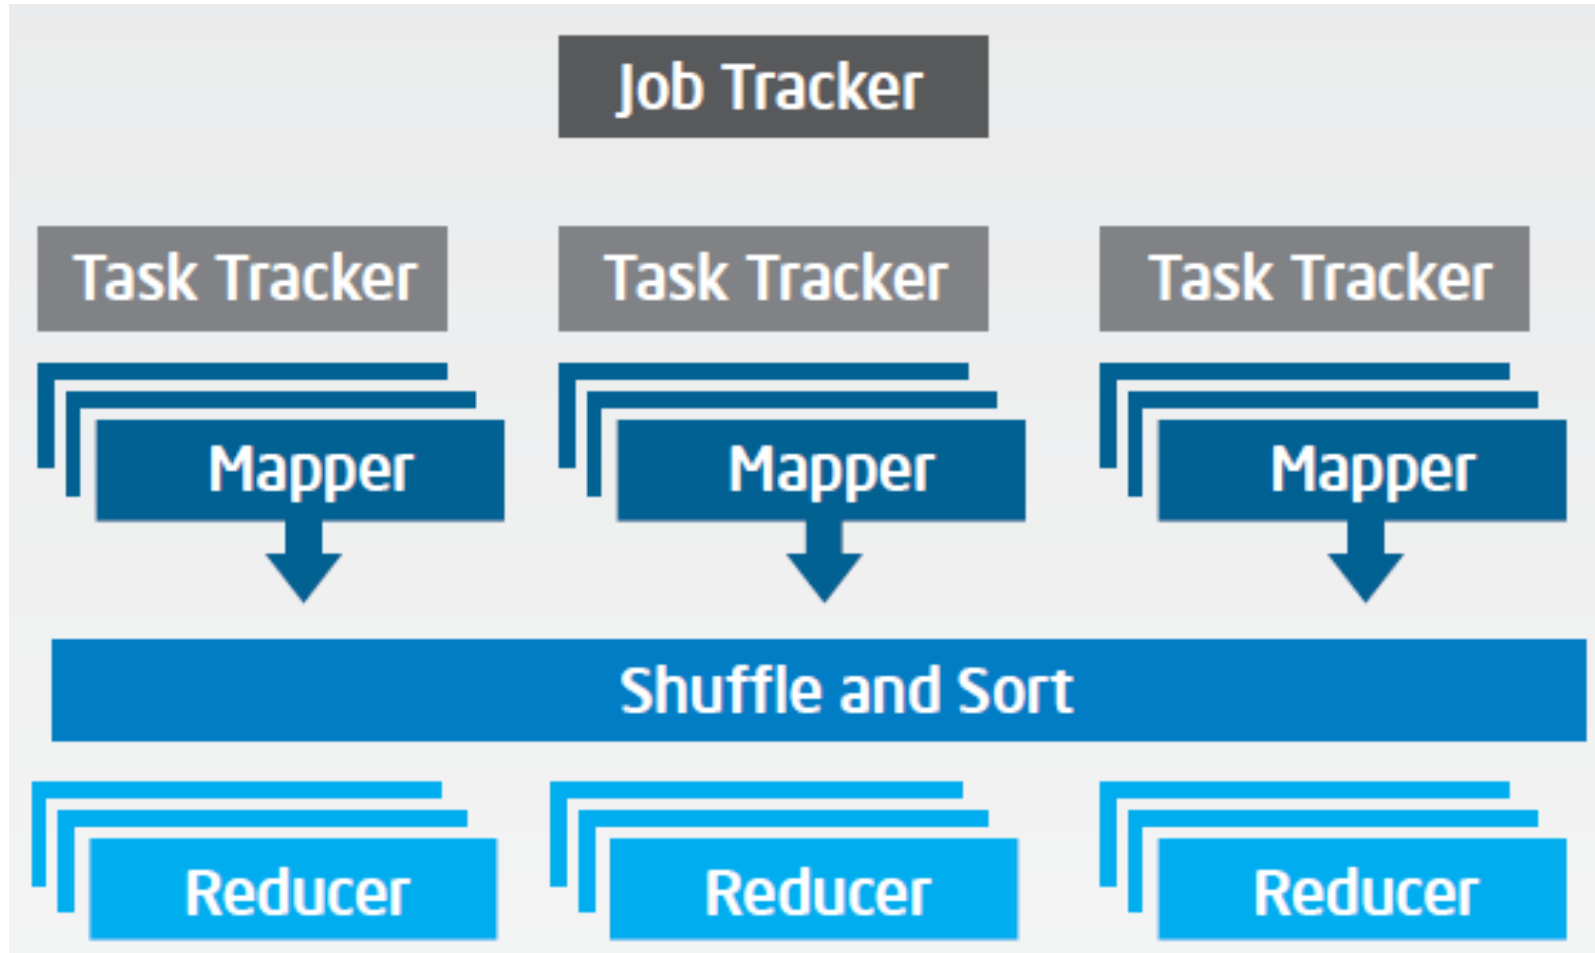 Job Tracker
Task Tracker Task Tracker Task Tracker
Mapper Mapper Mapper
Shuffle and Sort
Reducer Reducer Reducer